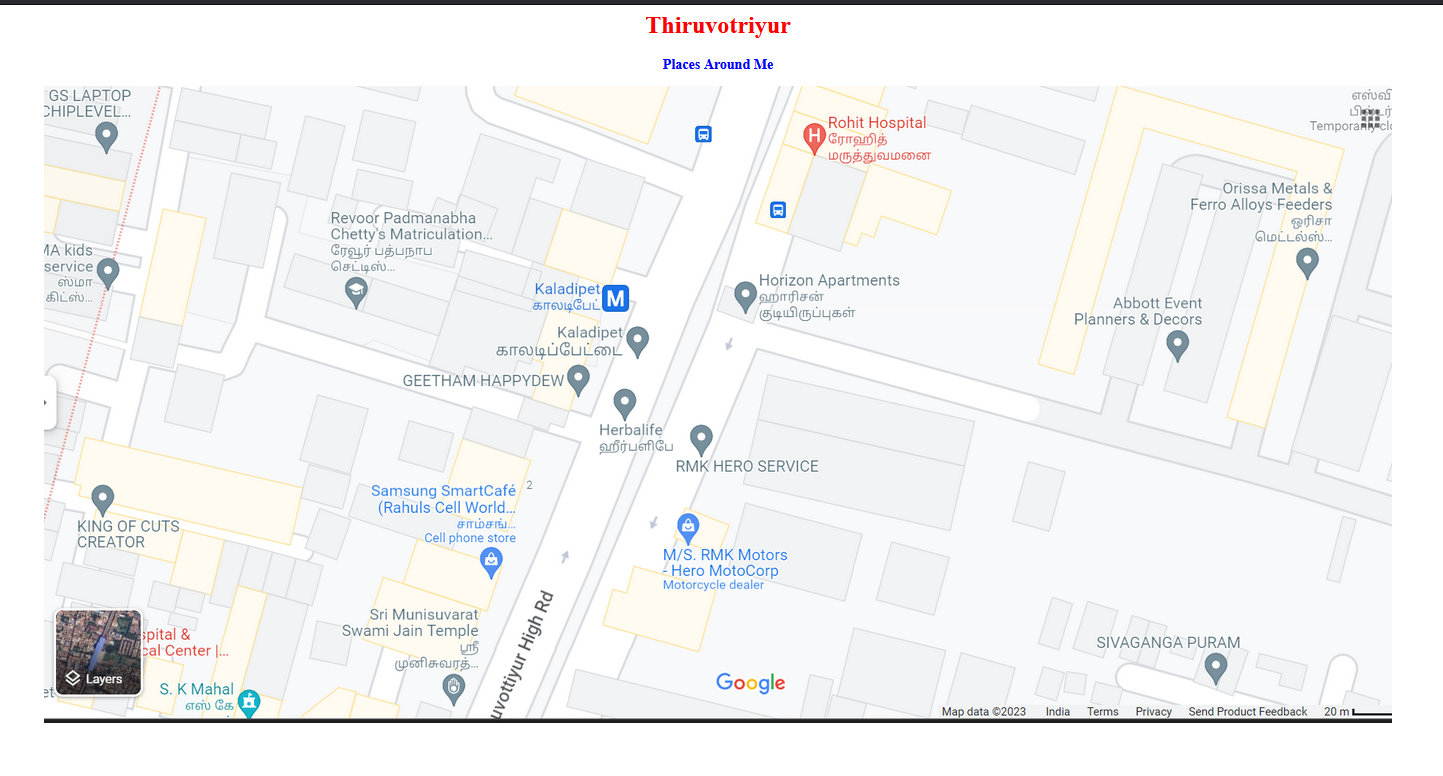 Thiruvotriyur
Places Around Me
GS LAPTOP
CHIPLEVEL...
எஸ்வி
Rohit Hospital
ரோஹித்
மருத்துவமனை
Orissa Metals &
Ferro Alloys Feeders
ஒரிசா
மெட்டல்ஸ்...
Revoor Padmanabha
Chetty's Matriculation...
ரேவூர் பத்பநாப
செட்டிஸ்...
MA kids
service
ஸ்மா
கிட்ஸ்...
Kaladipet
காலடிபேட்
M
Horizon Apartments
ஹாரிசன்
குடியிருப்புகள்
Abbott Event
Planners & Decors
Kaladipet
காலடிப்பேட்டை
GEETHAM HAPPYDEW
Herbalife
ஹீர்பளிபே
RMK HERO SERVICE
Samsung SmartCafé
(Rahuls Cell World...
சாம்சங்...
Cell phone store
2
KING OF CUTS
CREATOR
M/S. RMK Motors
- Hero MotoCorp
Motorcycle dealer
Sri Munisuvarat
Swami Jain Temple
ஸ்ரீ
முனிசுவரத்...
uvottiyur High Rd
SIVAGANGA PURAM
spital &
cal Center |...
Layers
S. K Mahal
எஸ் கே
Google
Map data ©2023 India Terms Privacy Send Product Feedback 20 m